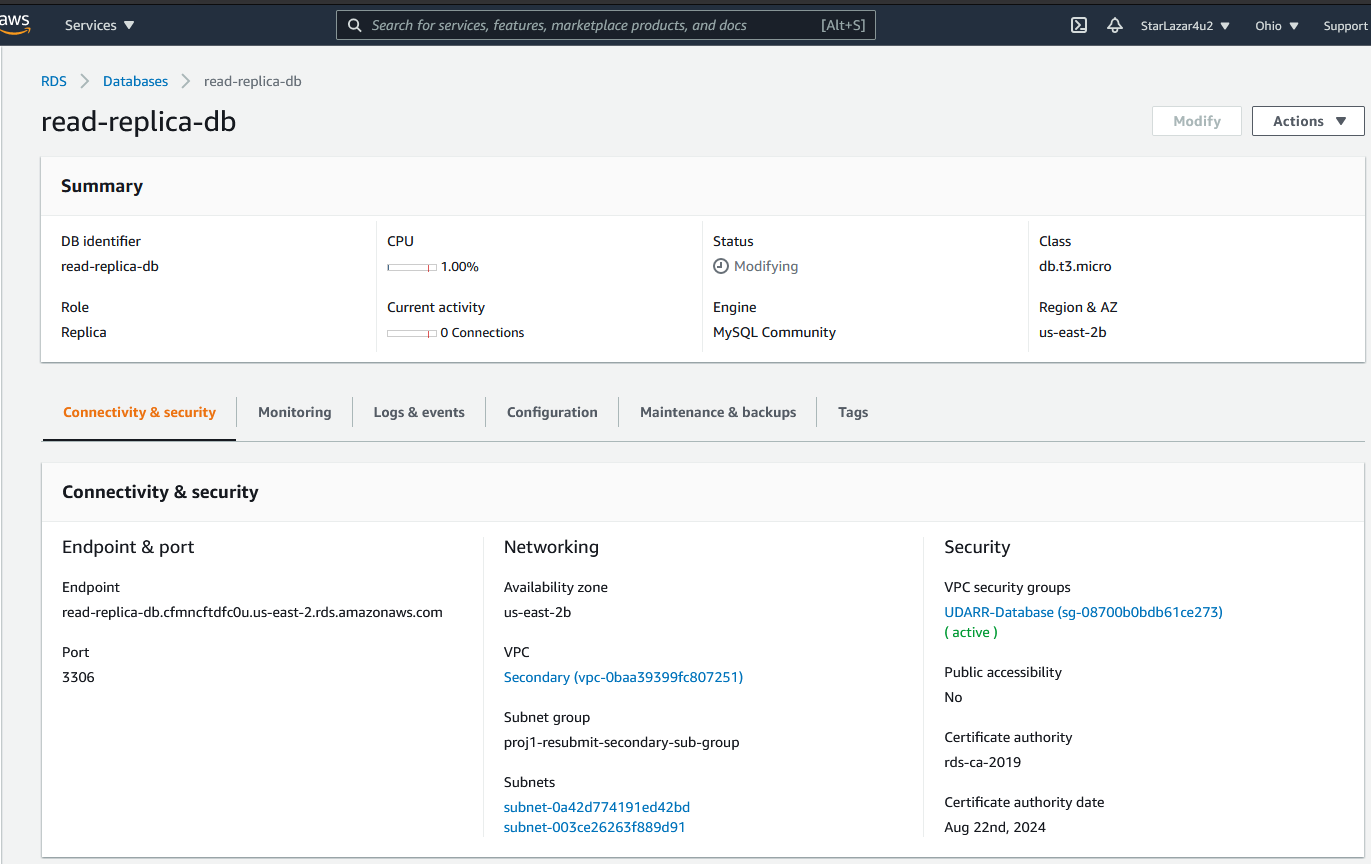 aws
Services ▼
Search for services, features, marketplace products, and docs [Alt+S]
StarLazar4u2 ▼
Ohio ▼
Support
RDS > Databases > read-replica-db
read-replica-db
Modify
Actions ▼
Summary
DB identifier
read-replica-db
CPU
1.00%
Status
Modifying
Class
db.t3.micro
Role
Replica
Current activity
0 Connections
Engine
MySQL Community
Region & AZ
us-east-2b
Connectivity & security
Monitoring
Logs & events
Configuration
Maintenance & backups
Tags
Connectivity & security
Endpoint & port
Endpoint
read-replica-db.cfmncftdfc0u.us-east-2.rds.amazonaws.com
Port
3306
Networking
Availability zone
us-east-2b
VPC
Secondary (vpc-0baa39399fc807251)
Subnet group
proj1-resubmit-secondary-sub-group
Subnets
subnet-0a42d774191ed42bd
subnet-003ce26263f889d91
Security
VPC security groups
UDARR-Database (sg-08700b0bdb61ce273)
( active )
Public accessibility
No
Certificate authority
rds-ca-2019
Certificate authority date
Aug 22nd, 2024